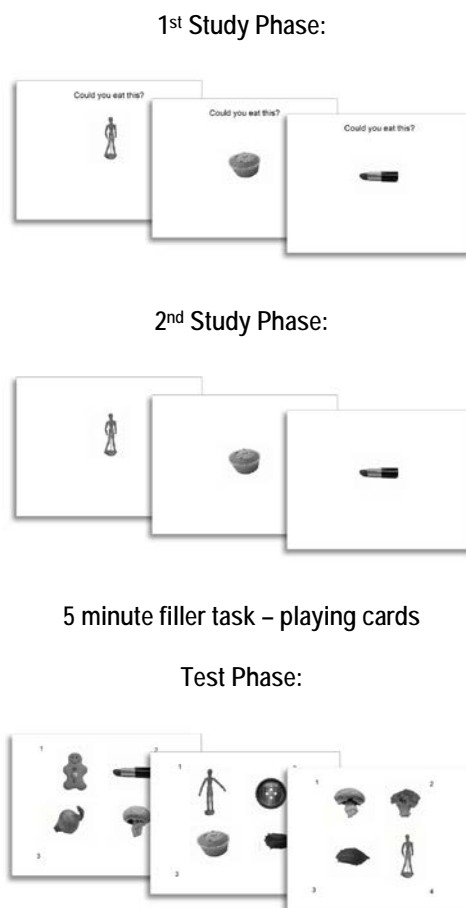 1st Study Phase:
Could you eat this?
Could you eat this?
Could you eat this?
2nd Study Phase:
5 minute filler task – playing cards
Test Phase:
1
3
1
3
1 2
3 4